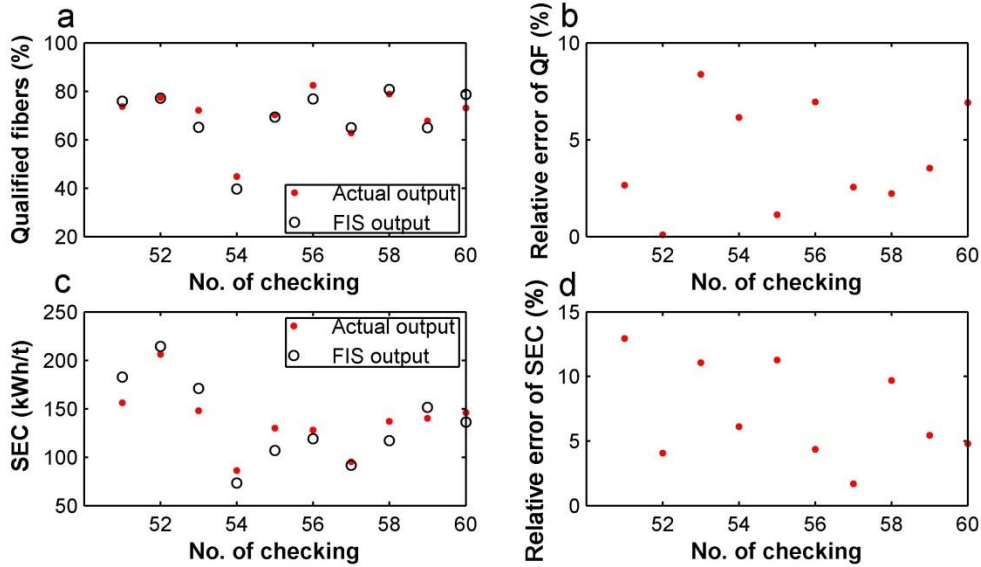 a
Qualified fibers (%)
100
80
60
40
20
Actual output
FIS output
52 54 56 58 60
No. of checking
b
Relative error of QF (%)
10
5
0
52 54 56 58 60
No. of checking
c
SEC (kWh/t)
250
200
150
100
50
Actual output
FIS output
52 54 56 58 60
No. of checking
d
Relative error of SEC (%)
15
10
5
0
52 54 56 58 60
No. of checking